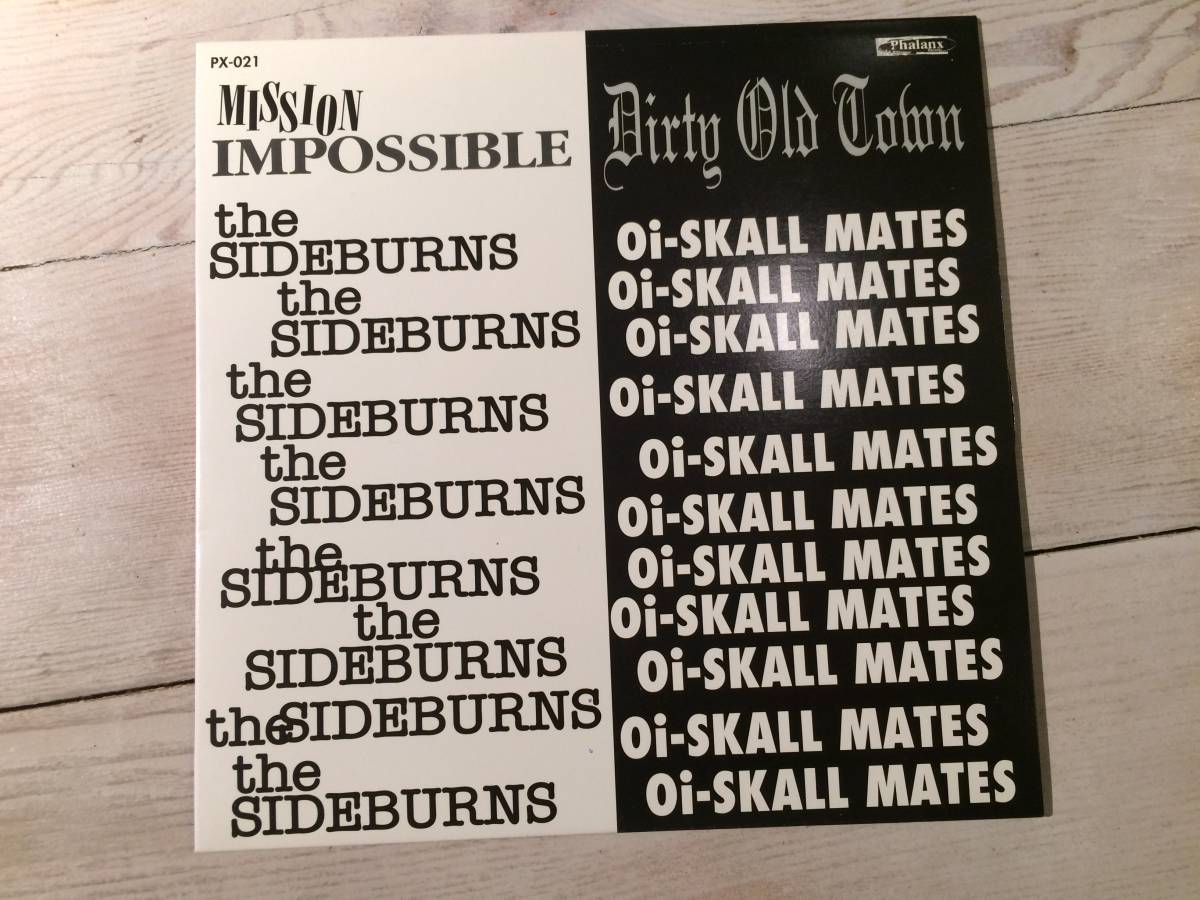 PX-021
MISSION
IMPOSSIBLE
the
SIDEBURNS
the
SIDEBURNS
the
SIDEBURNS
the
SIDEBURNS
the
SIDEBURNS
the
SIDEBURNS
the SIDEBURNS
the
SIDEBURNS
Phalanx
Dirty Old Town
Oi-SKALL MATES
Oi-SKALL MATES
Oi-SKALL MATES
Oi-SKALL MATES
Oi-SKALL MATES
Oi-SKALL MATES
Oi-SKALL MATES
Oi-SKALL MATES
Oi-SKALL MATES
Oi-SKALL MATES
Oi-SKALL MATES